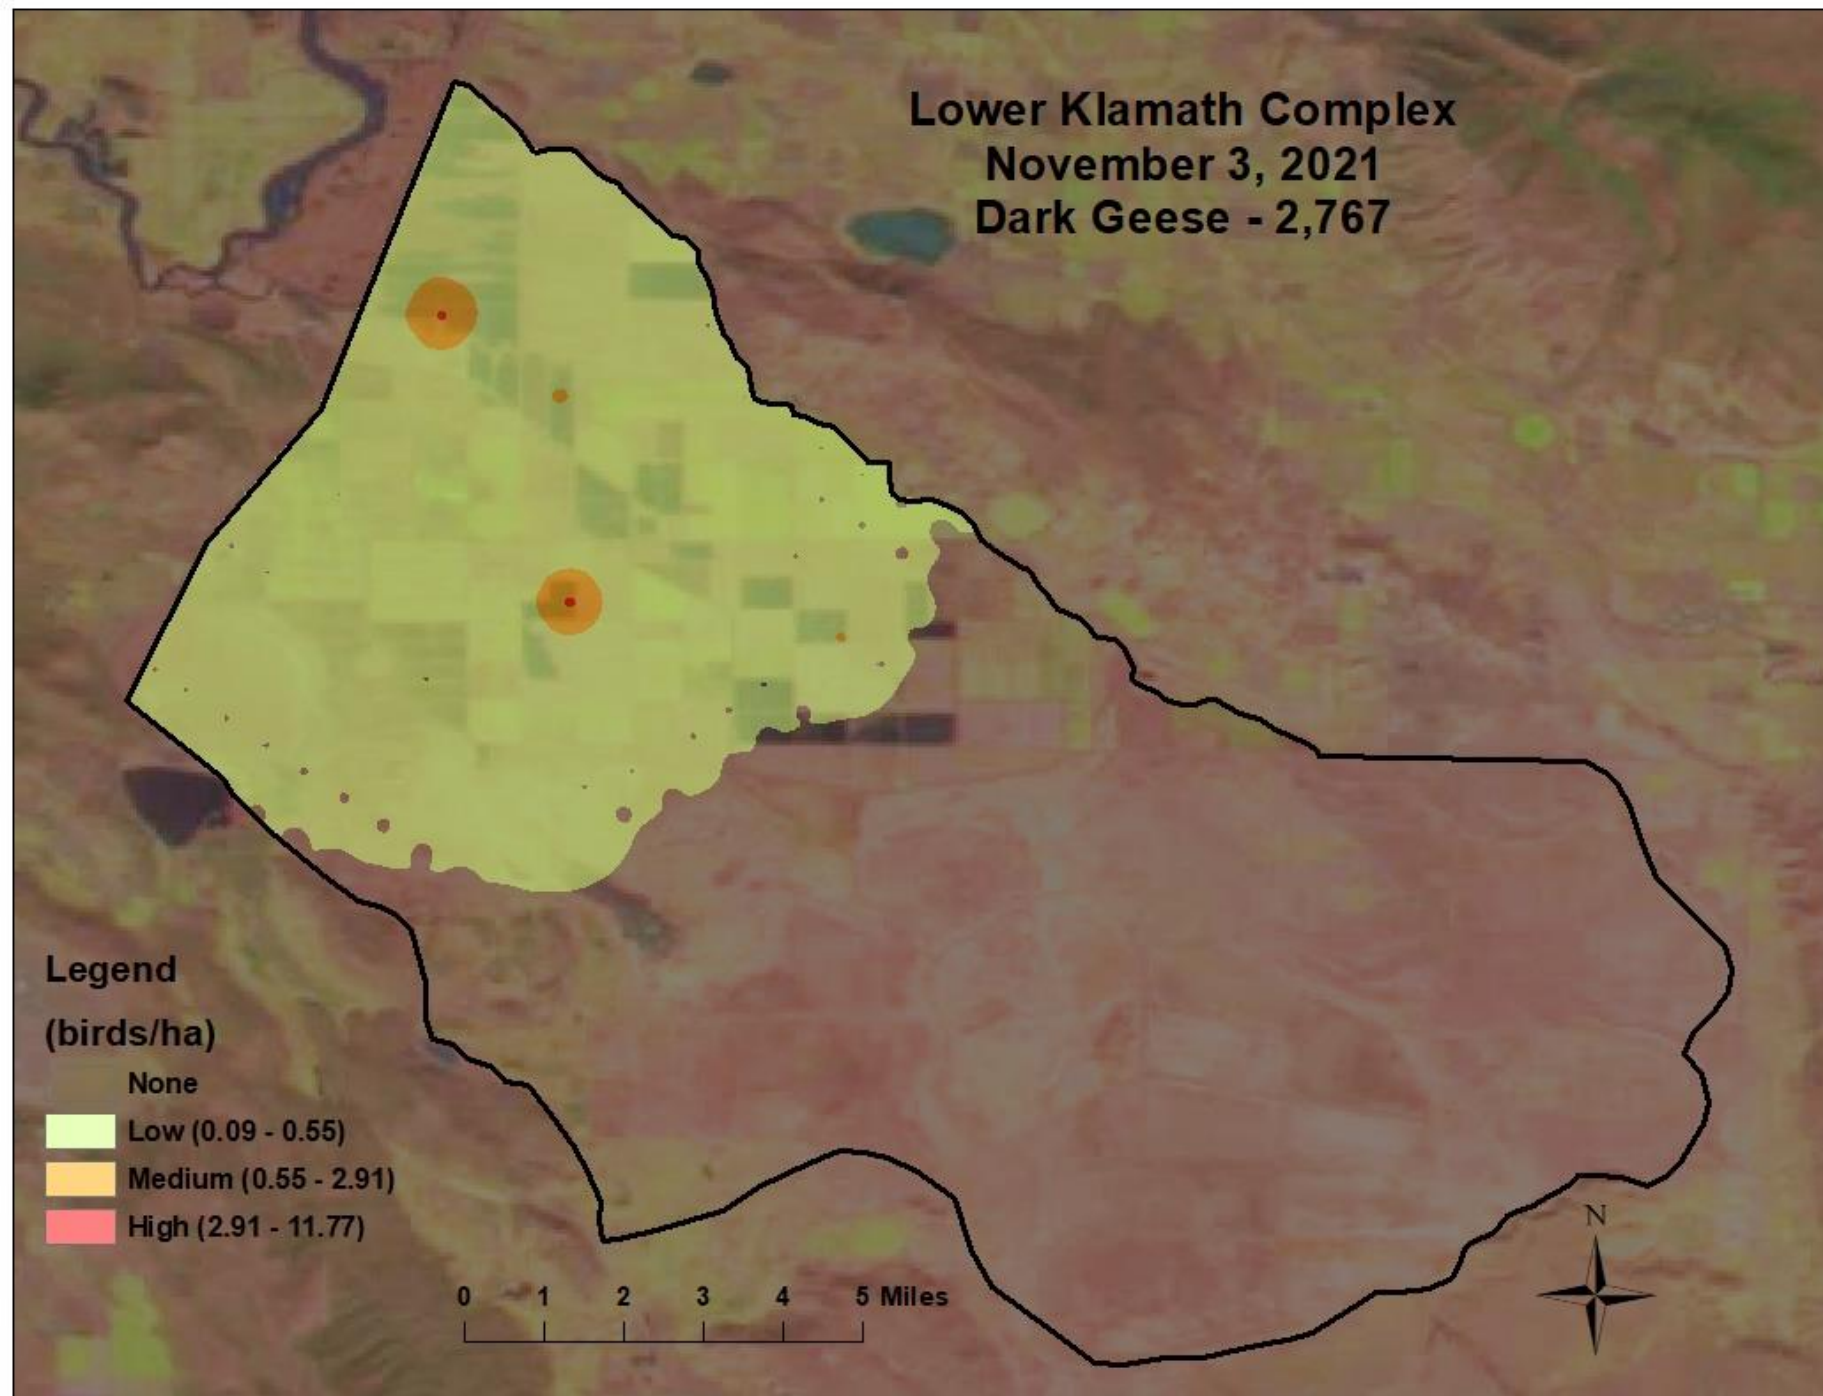 Lower Klamath Complex
November 3, 2021
Dark Geese - 2,767
Legend
(birds/ha)
None
Low (0.09 - 0.55)
Medium (0.55 - 2.91)
High (2.91 - 11.77)
N
0 1 2 3 4 5 Miles